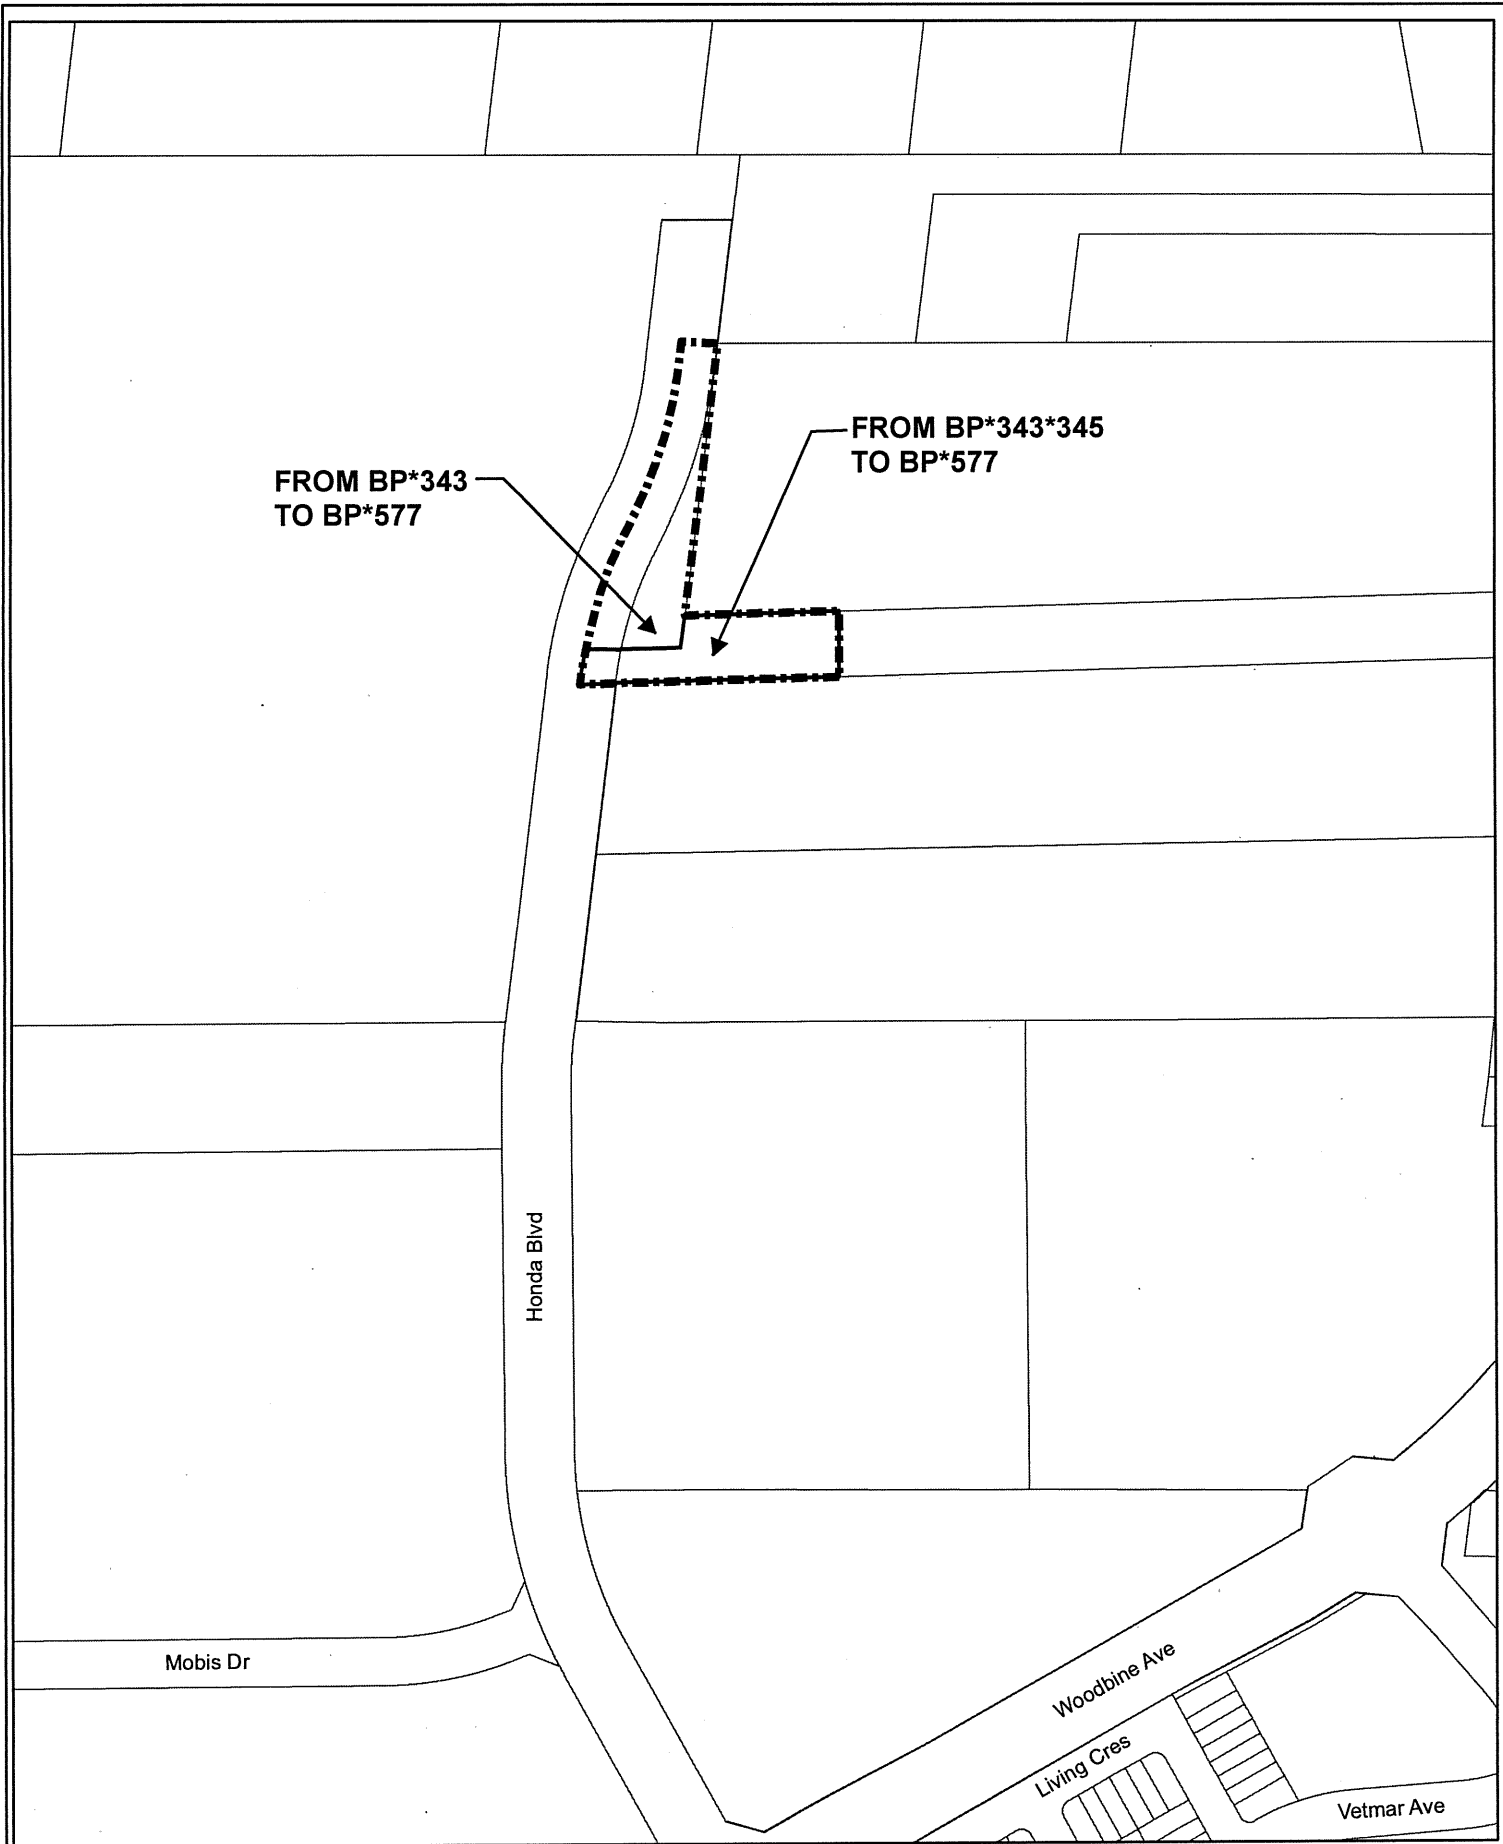 FROM BP*343*345
TO BP*577
FROM BP*343
TO BP*577
Honda Blvd
Mobis Dr
Woodbine Ave
Living Cres
Vetmar Ave